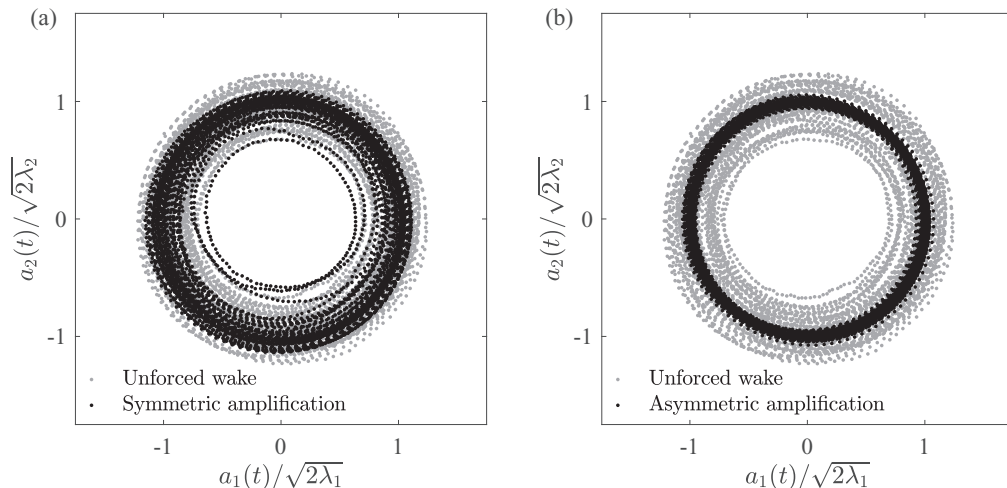 (a)
a₂(t)/√2λ₂
1
0
-1
Unforced wake
Symmetric amplification
-1 0 1
a₁(t)/√2λ₁
(b)
a₂(t)/√2λ₂
1
0
-1
Unforced wake
Asymmetric amplification
-1 0 1
a₁(t)/√2λ₁